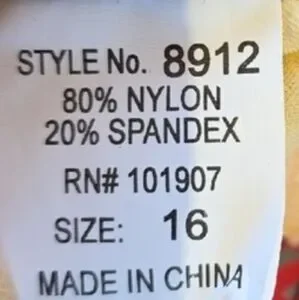 STYLE No. 8912
80% NYLON
20% SPANDEX
RN# 101907
SIZE: 16
MADE IN CHINA